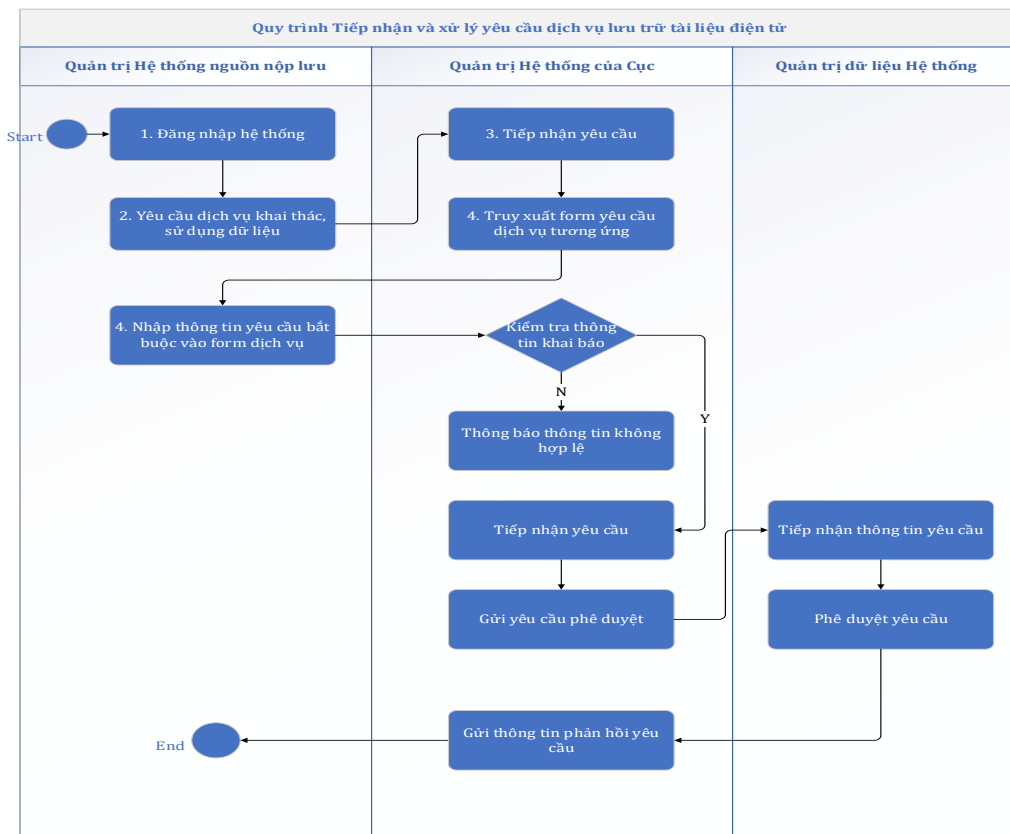 Quy trình Tiếp nhận và xử lý yêu cầu dịch vụ lưu trữ tài liệu điện tử
Quản trị Hệ thống nguồn nộp lưu
Quản trị Hệ thống của Cục
Quản trị dữ liệu Hệ thống
Start
1. Đăng nhập hệ thống
3. Tiếp nhận yêu cầu
2. Yêu cầu dịch vụ khai thác,
sử dụng dữ liệu
4. Truy xuất form yêu cầu
dịch vụ tương ứng
4. Nhập thông tin yêu cầu bắt
buộc vào form dịch vụ
Kiểm tra thông
tin khai báo
N
Y
Thông báo thông tin không
hợp lệ
Tiếp nhận yêu cầu
Tiếp nhận thông tin yêu cầu
Gửi yêu cầu phê duyệt
Phê duyệt yêu cầu
Gửi thông tin phản hồi yêu
cầu
End